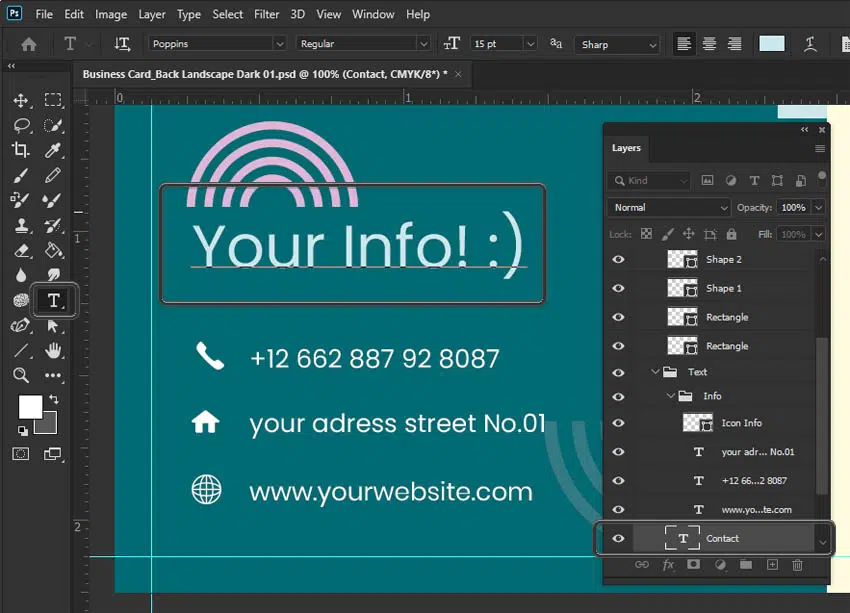 Ps File Edit Image Layer Type Select Filter 3D View Window Help
T Poppins Regular 15 pt aa Sharp
Business Card_Back Landscape Dark 01.psd @ 100% (Contact, CMYK/8*) * ×
0 1 2
1
2
Your Info! :)
+12 662 887 92 8087
your adress street No.01
www.yourwebsite.com
T
Layers
Kind
Normal Opacity: 100%
Lock: Fill: 100%
Shape 2
Shape 1
Rectangle
Rectangle
Text
Info
Icon Info
T your adr... No.01
T +12 66...2 8087
T www.yo...te.com
T Contact
fx